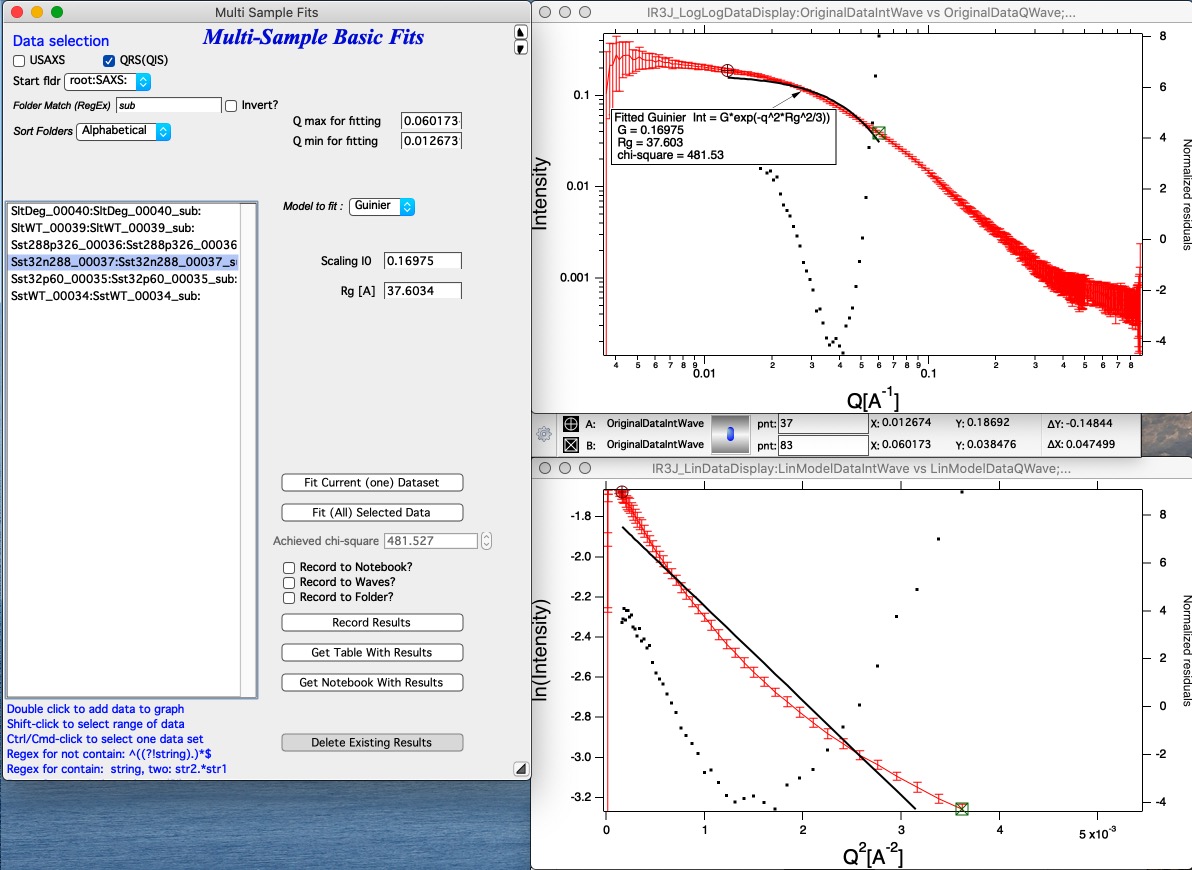 Multi Sample Fits
Data selection
Multi-Sample Basic Fits
USAXS
QRS(QIS)
Start fldr root:SAXS:
Folder Match (RegEx) sub Invert?
Sort Folders Alphabetical
Q max for fitting 0.060173
Q min for fitting 0.012673
SltDeg_00040:SltDeg_00040_sub:
SltWT_00039:SltWT_00039_sub:
Sst288p326_00036:Sst288p326_00036
Sst32n288_00037:Sst32n288_00037_s
Sst32p60_00035:Sst32p60_00035_sub:
SstWT_00034:SstWT_00034_sub:
Model to fit : Guinier
Scaling I0 0.16975
Rg [A] 37.6034
Fit Current (one) Dataset
Fit (All) Selected Data
Achieved chi-square 481.527
Record to Notebook?
Record to Waves?
Record to Folder?
Record Results
Get Table With Results
Get Notebook With Results
Delete Existing Results
Double click to add data to graph
Shift-click to select range of data
Ctrl/Cmd-click to select one data set
Regex for not contain: ^((?!string).)*$
Regex for contain: string, two: str2.*str1
IR3J_LogLogDataDisplay:OriginalDataIntWave vs OriginalDataQWave;...
Intensity
0.1
0.01
0.001
Fitted Guinier Int = G*exp(-q^2*Rg^2/3))
G = 0.16975
Rg = 37.603
chi-square = 481.53
8
6
4
2
0
-2
-4
Normalized residuals
4 5 6 7 8 9 0.01 2 3 4 5 6 7 8 9 0.1 2 3 4 5 6 7 8
Q[A-1]
A: OriginalDataIntWave pnt: 37 X: 0.012674 Y: 0.18692 ΔY: -0.14844
B: OriginalDataIntWave pnt: 83 X: 0.060173 Y: 0.038476 ΔX: 0.047499
IR3J_LinDataDisplay:LinModelDataIntWave vs LinModelDataQWave;...
ln(Intensity)
-1.8
-2.0
-2.2
-2.4
-2.6
-2.8
-3.0
-3.2
8
6
4
2
0
-2
-4
Normalized residuals
0 1 2 3 4 5 x10-3
Q2[A-2]